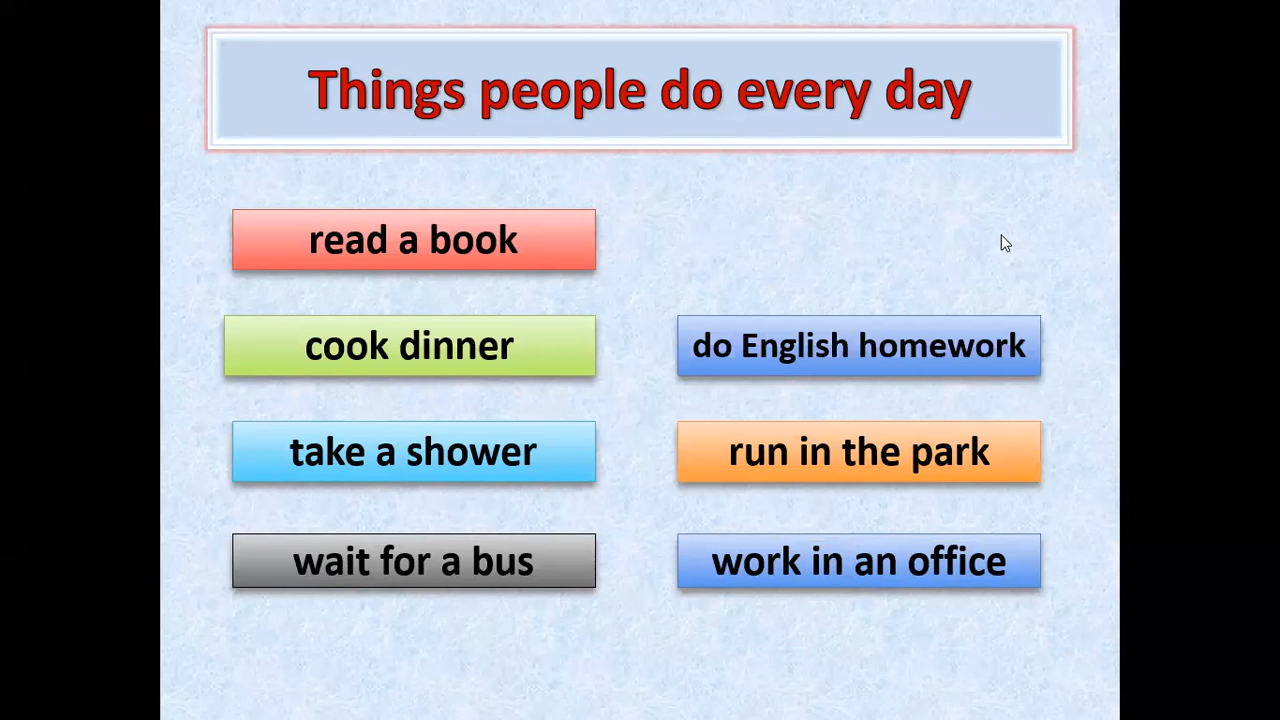 Things people do every day
read a book
cook dinner
do English homework
take a shower
run in the park
wait for a bus
work in an office